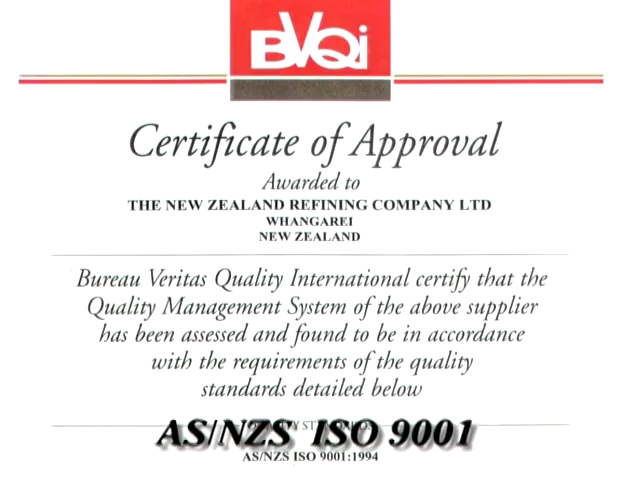 BVQi
Certificate of Approval
Awarded to
THE NEW ZEALAND REFINING COMPANY LTD
WHANGAREI
NEW ZEALAND
Bureau Veritas Quality International certify that the
Quality Management System of the above supplier
has been assessed and found to be in accordance
with the requirements of the quality
standards detailed below
AS/NZS ISO 9001
AS/NZS ISO 9001:1994